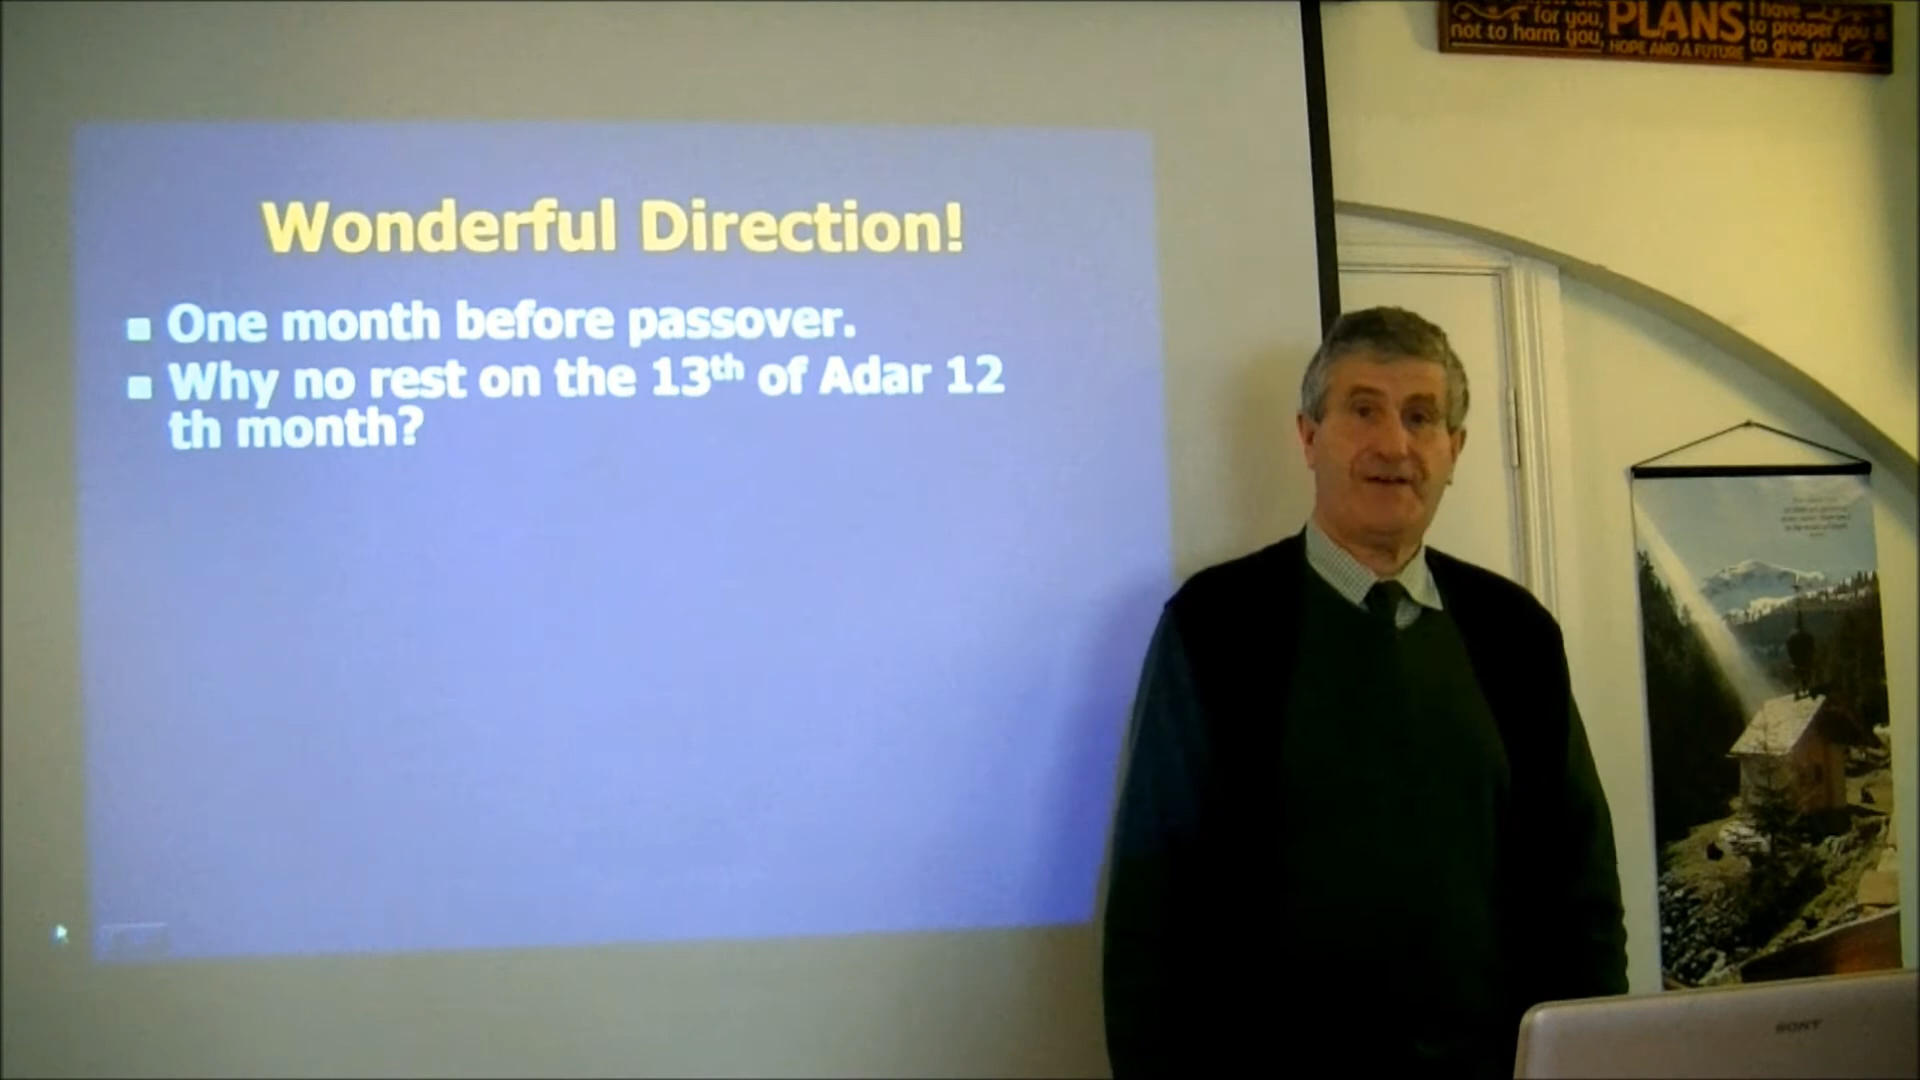 Wonderful Direction!
One month before passover.
Why no rest on the 13th of Adar 12
th month?
for you, PLANS I have
not to harm you, HOPE AND A FUTURE to prosper you &
to give you
SONY